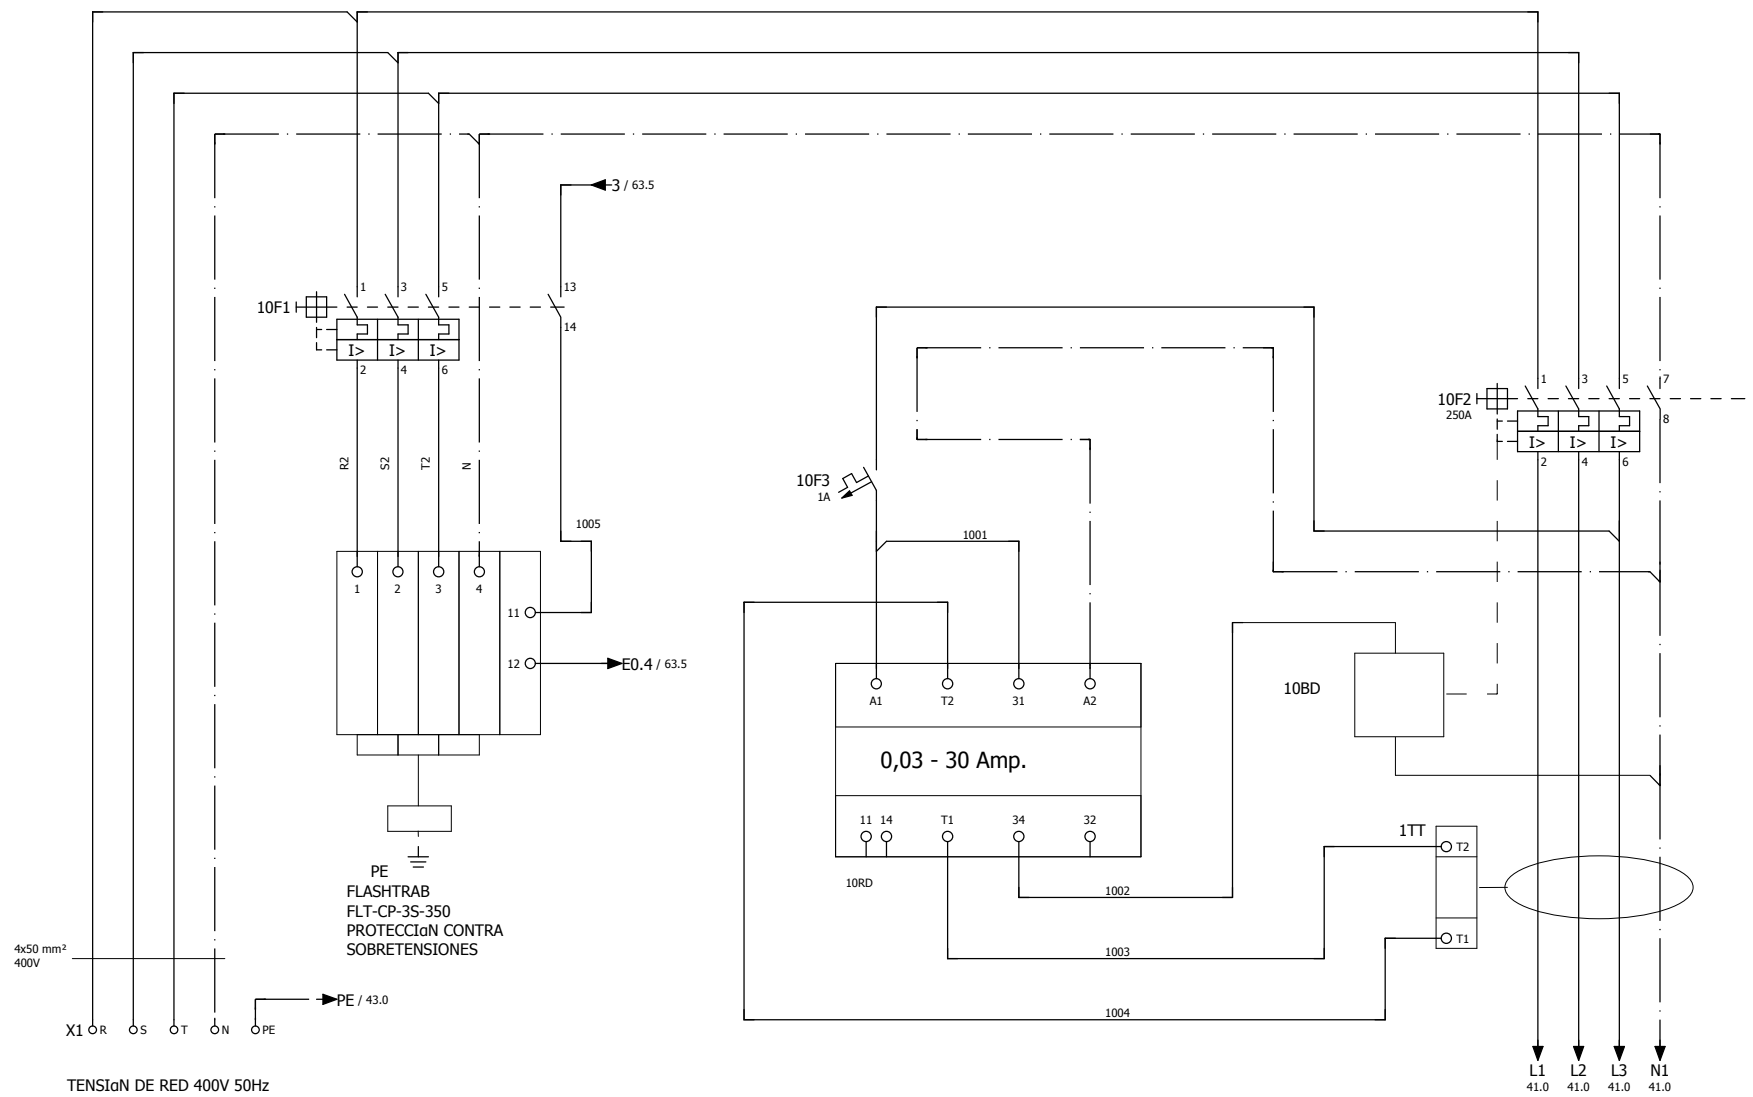 3 / 63.5
10F1
1
3
5
13
14
I>
I>
I>
2
4
6
10F2
250A
1
3
5
7
8
I>
I>
I>
2
4
6
R2
S2
T2
N
10F3
1A
1005
1001
1
2
3
4
11
12
E0.4 / 63.5
10BD
A1
T2
31
A2
0,03 - 30 Amp.
11
14
T1
34
32
10RD
1TT
T2
T1
1002
1003
1004
PE
FLASHTRAB
FLT-CP-3S-350
PROTECCIαN CONTRA
SOBRETENSIONES
4x50 mm²
400V
PE / 43.0
X1
R
S
T
N
PE
L1
L2
L3
N1
41.0
41.0
41.0
41.0
TENSIαN DE RED 400V 50Hz